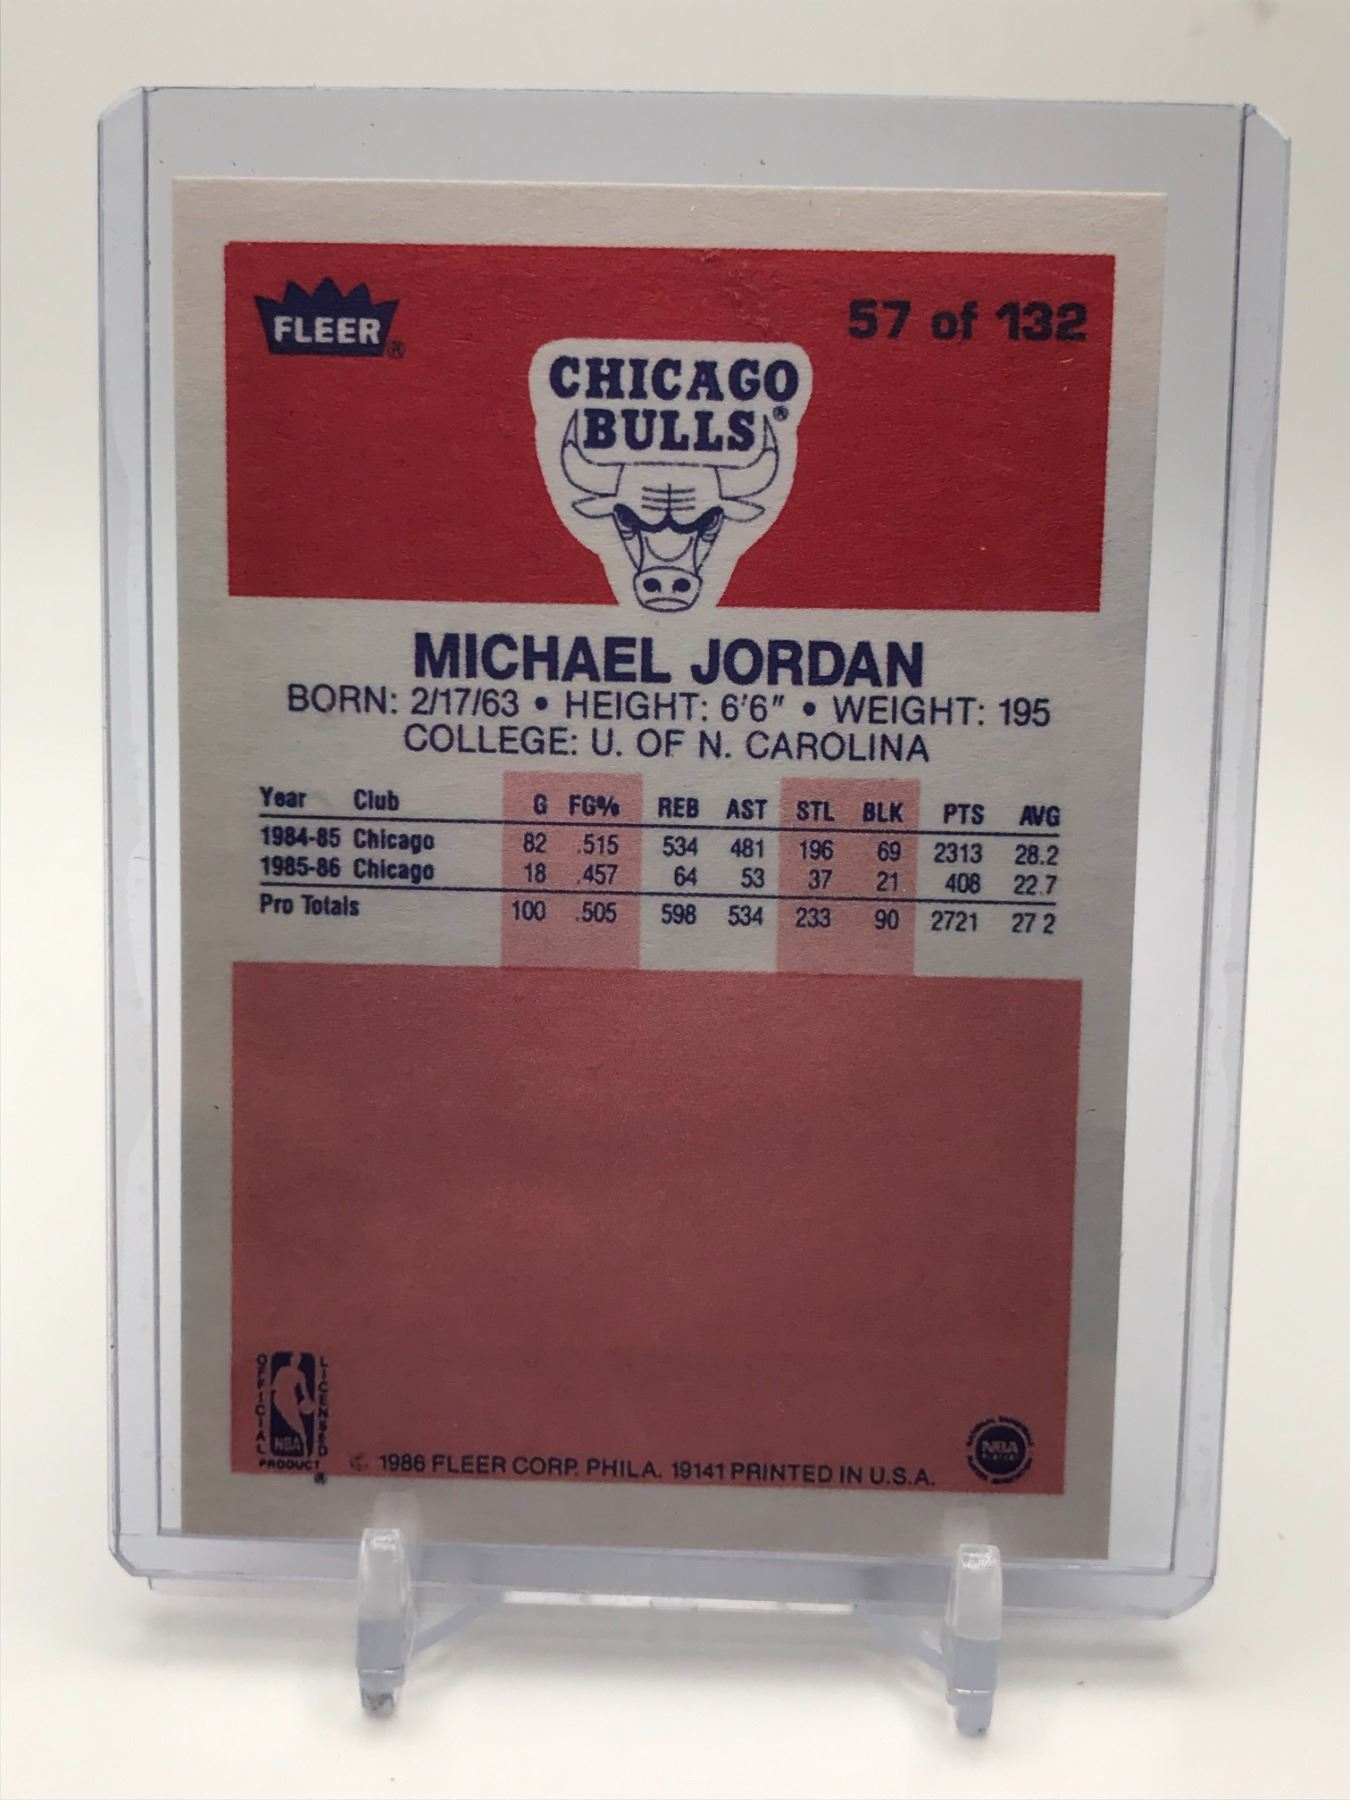 FLEER®
57 of 132
CHICAGO
BULLS®
MICHAEL JORDAN
BORN: 2/17/63 • HEIGHT: 6'6" • WEIGHT: 195
COLLEGE: U. OF N. CAROLINA
Year Club G FG% REB AST STL BLK PTS AVG
1984-85 Chicago 82 .515 534 481 196 69 2313 28.2
1985-86 Chicago 18 .457 64 53 37 21 408 22.7
Pro Totals 100 .505 598 534 233 90 2721 27 2
OFFICIAL
LICENSED
NBA
PRODUCT
®
© 1986 FLEER CORP. PHILA. 19141 PRINTED IN U.S.A.
NBA